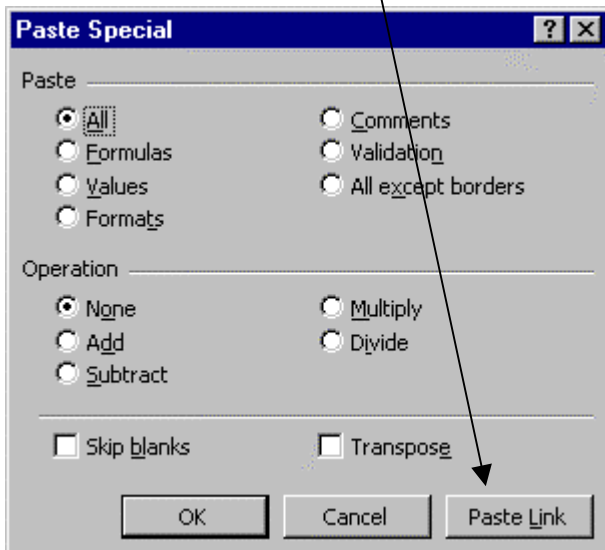 Paste Special
Paste
All
Comments
Formulas
Validation
Values
All except borders
Formats
Operation
None
Multiply
Add
Divide
Subtract
Skip blanks
Transpose
OK
Cancel
Paste Link